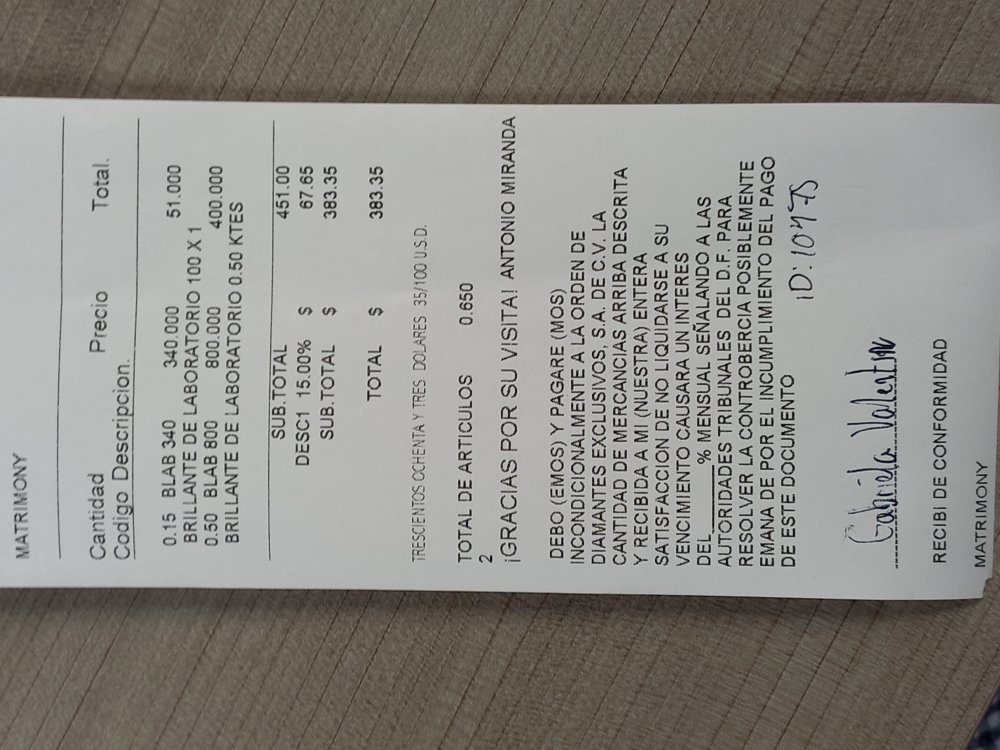 MATRIMONY
Cantidad Precio Total.
Codigo Descripcion.
0.15 BLAB 340 340.000 51.000
BRILLANTE DE LABORATORIO 100 X 1
0.50 BLAB 800 800.000 400.000
BRILLANTE DE LABORATORIO 0.50 KTES
SUB.TOTAL 451.00
DESC1 15.00% $ 67.65
SUB.TOTAL $ 383.35
TOTAL $ 383.35
TRESCIENTOS OCHENTA Y TRES DOLARES 35/100 U.S.D.
TOTAL DE ARTICULOS 0.650
2
¡GRACIAS POR SU VISITA! ANTONIO MIRANDA
DEBO (EMOS) Y PAGARE (MOS)
INCONDICIONALMENTE A LA ORDEN DE
DIAMANTES EXCLUSIVOS, S.A. DE C.V. LA
CANTIDAD DE MERCANCIAS ARRIBA DESCRITA
Y RECIBIDA A MI (NUESTRA) ENTERA
SATISFACCION DE NO LIQUIDARSE A SU
VENCIMIENTO CAUSARA UN INTERES
DEL______% MENSUAL SEÑALANDO A LAS
AUTORIDADES TRIBUNALES DEL D.F. PARA
RESOLVER LA CONTROBERCIA POSIBLEMENTE
EMANA DE POR EL INCUMPLIMIENTO DEL PAGO
DE ESTE DOCUMENTO
ID: 10475
Gabriela Valentin
RECIBI DE CONFORMIDAD
MATRIMONY